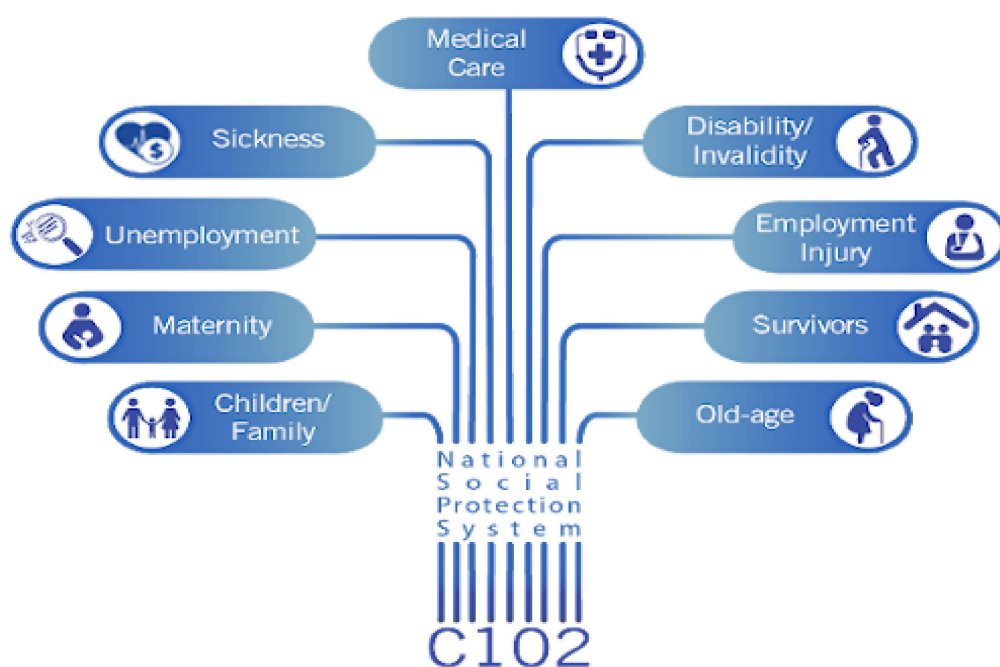 Medical
Care
Sickness
Disability/
Invalidity
Unemployment
Employment
Injury
Maternity
Survivors
Children/
Family
Old-age
National
Social
Protection
System
C102